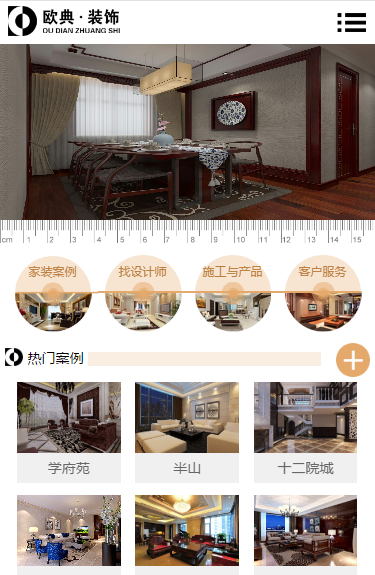 欧典·装饰
OU DIAN ZHUANG SHI
cm 1 2 3 4 5 6 7 8 9 10 11 12 13 14 15
家装案例 找设计师 施工与产品 客户服务
热门案例
学府苑 半山 十二院城